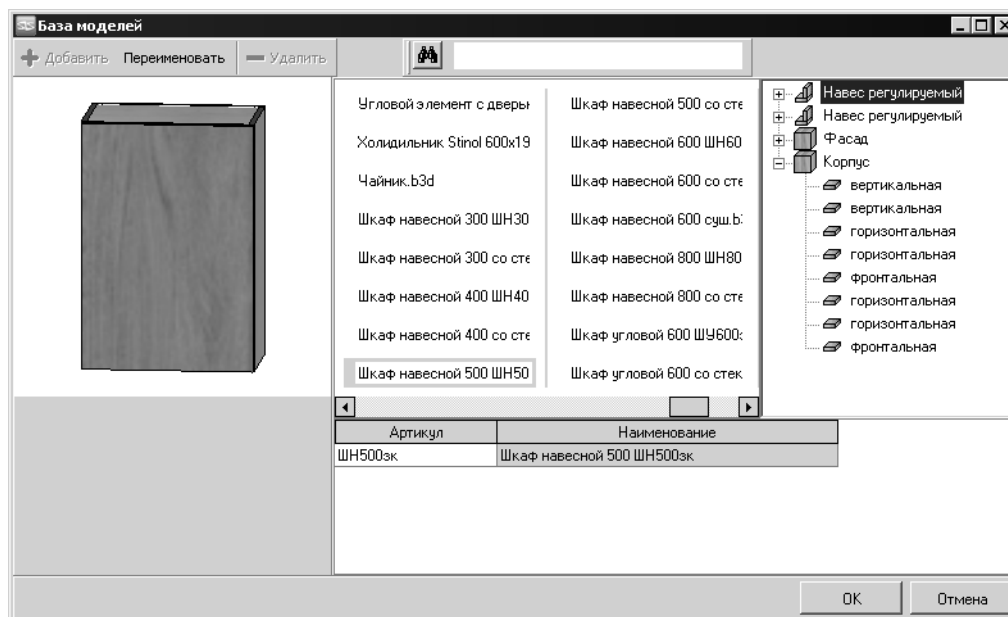 База моделей
Добавить Переименовать Удалить
Угловой элемент с дверы
Холидильник Stinol 600x19
Чайник.b3d
Шкаф навесной 300 ШН30
Шкаф навесной 300 со сте
Шкаф навесной 400 ШН40
Шкаф навесной 400 со сте
Шкаф навесной 500 ШН50
Шкаф навесной 500 со сте
Шкаф навесной 600 ШН60
Шкаф навесной 600 со сте
Шкаф навесной 600 суш.b
Шкаф навесной 800 ШН80
Шкаф навесной 800 со сте
Шкаф угловой 600 ШУ600
Шкаф угловой 600 со стек
Навес регулируемый
Навес регулируемый
Фасад
Корпус
вертикальная
вертикальная
горизонтальная
горизонтальная
фронтальная
горизонтальная
горизонтальная
фронтальная
Артикул Наименование
ШН500зк Шкаф навесной 500 ШН500зк
OK Отмена